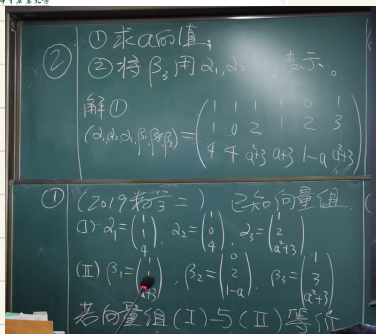 ② ① 求a的值;
② 将β₃用α₁,α₂,α₃表示。
解①
(α₁,α₂,α₃,β₁,β₂,β₃)=
1 1 1 1 0 1
1 0 2 1 2 3
4 4 a²+3 a+3 1-a a²+3
① (2019数学二) 已知向量组
(I) α₁=(1 1 4), α₂=(1 0 4), α₃=(1 2 a²+3)
(II) β₁=(1 1 a+3), β₂=(0 2 1-a), β₃=(1 3 a²+3)
若向量组(I)与(II)等价